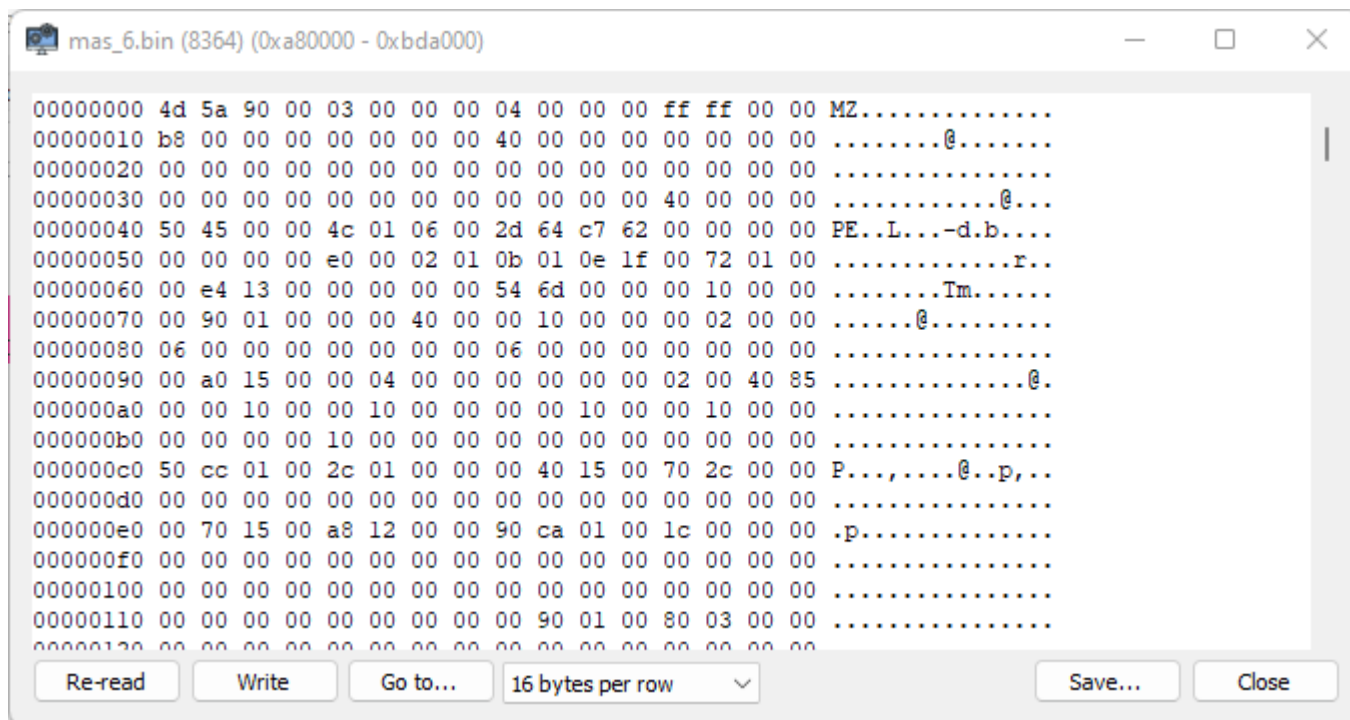 mas_6.bin (8364) (0xa80000 - 0xbda000)
00000000 4d 5a 90 00 03 00 00 00 04 00 00 00 ff ff 00 00 MZ..............
00000010 b8 00 00 00 00 00 00 00 40 00 00 00 00 00 00 00 ........@.......
00000020 00 00 00 00 00 00 00 00 00 00 00 00 00 00 00 00 ................
00000030 00 00 00 00 00 00 00 00 00 00 00 00 40 00 00 00 ............@...
00000040 50 45 00 00 4c 01 06 00 2d 64 c7 62 00 00 00 00 PE..L...-d.b....
00000050 00 00 00 00 e0 00 02 01 0b 01 0e 1f 00 72 01 00 .............r..
00000060 00 e4 13 00 00 00 00 00 54 6d 00 00 00 10 00 00 ........Tm......
00000070 00 90 01 00 00 00 40 00 00 10 00 00 00 02 00 00 ......@.........
00000080 06 00 00 00 00 00 00 00 06 00 00 00 00 00 00 00 ................
00000090 00 a0 15 00 00 04 00 00 00 00 00 00 02 00 40 85 ..............@.
000000a0 00 00 10 00 00 10 00 00 00 00 10 00 00 10 00 00 ................
000000b0 00 00 00 00 10 00 00 00 00 00 00 00 00 00 00 00 ................
000000c0 50 cc 01 00 2c 01 00 00 00 40 15 00 70 2c 00 00 P...,....@..p,..
000000d0 00 00 00 00 00 00 00 00 00 00 00 00 00 00 00 00 ................
000000e0 00 70 15 00 a8 12 00 00 90 ca 01 00 1c 00 00 00 .p..............
000000f0 00 00 00 00 00 00 00 00 00 00 00 00 00 00 00 00 ................
00000100 00 00 00 00 00 00 00 00 00 00 00 00 00 00 00 00 ................
00000110 00 00 00 00 00 00 00 00 00 90 01 00 80 03 00 00 ................
00000120 00 00 00 00 00 00 00 00 00 00 00 00 00 00 00 00
Re-read Write Go to... 16 bytes per row Save... Close